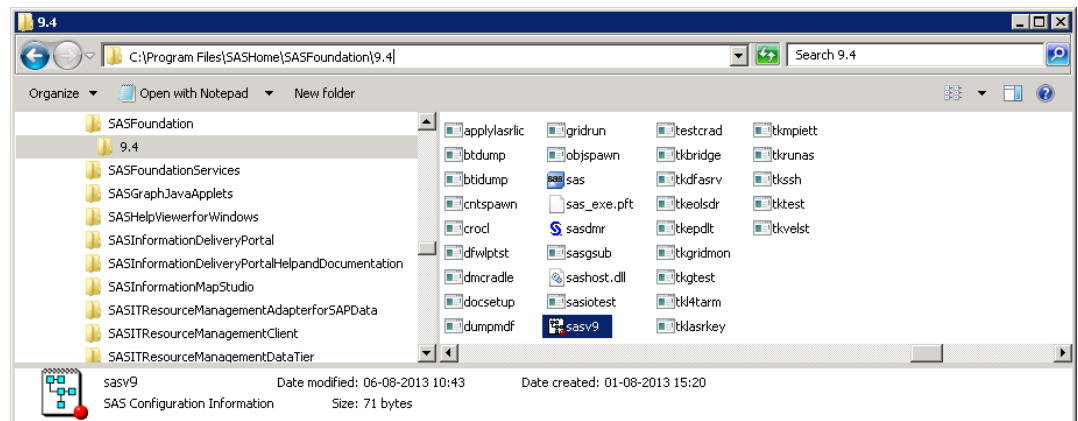 9.4
C:\Program Files\SASHome\SASFoundation\9.4
Search 9.4
Organize Open with Notepad New folder
SASFoundation
9.4
SASFoundationServices
SASGraphJavaApplets
SASHelpViewerforWindows
SASInformationDeliveryPortal
SASInformationDeliveryPortalHelpandDocumentation
SASInformationMapStudio
SASITResourceManagementAdapterforSAPData
SASITResourceManagementClient
SASITResourceManagementDataTier
applylasrlic gridrun testcrad tkmpiett
btdump objspawn tkbridge tkrunas
btidump sas tkdfasrv tkssh
cntspawn sas_exe.pft tkeolsdr tktest
crocl sasdmr tkepdlt tkvelst
dfwlptst sasgsub tkgridmon
dmcradle sashost.dll tkgtest
docsetup sasiotest tkl4tarm
dumpmdf sasv9 tklasrkey
sasv9 Date modified: 06-08-2013 10:43 Date created: 01-08-2013 15:20
SAS Configuration Information Size: 71 bytes